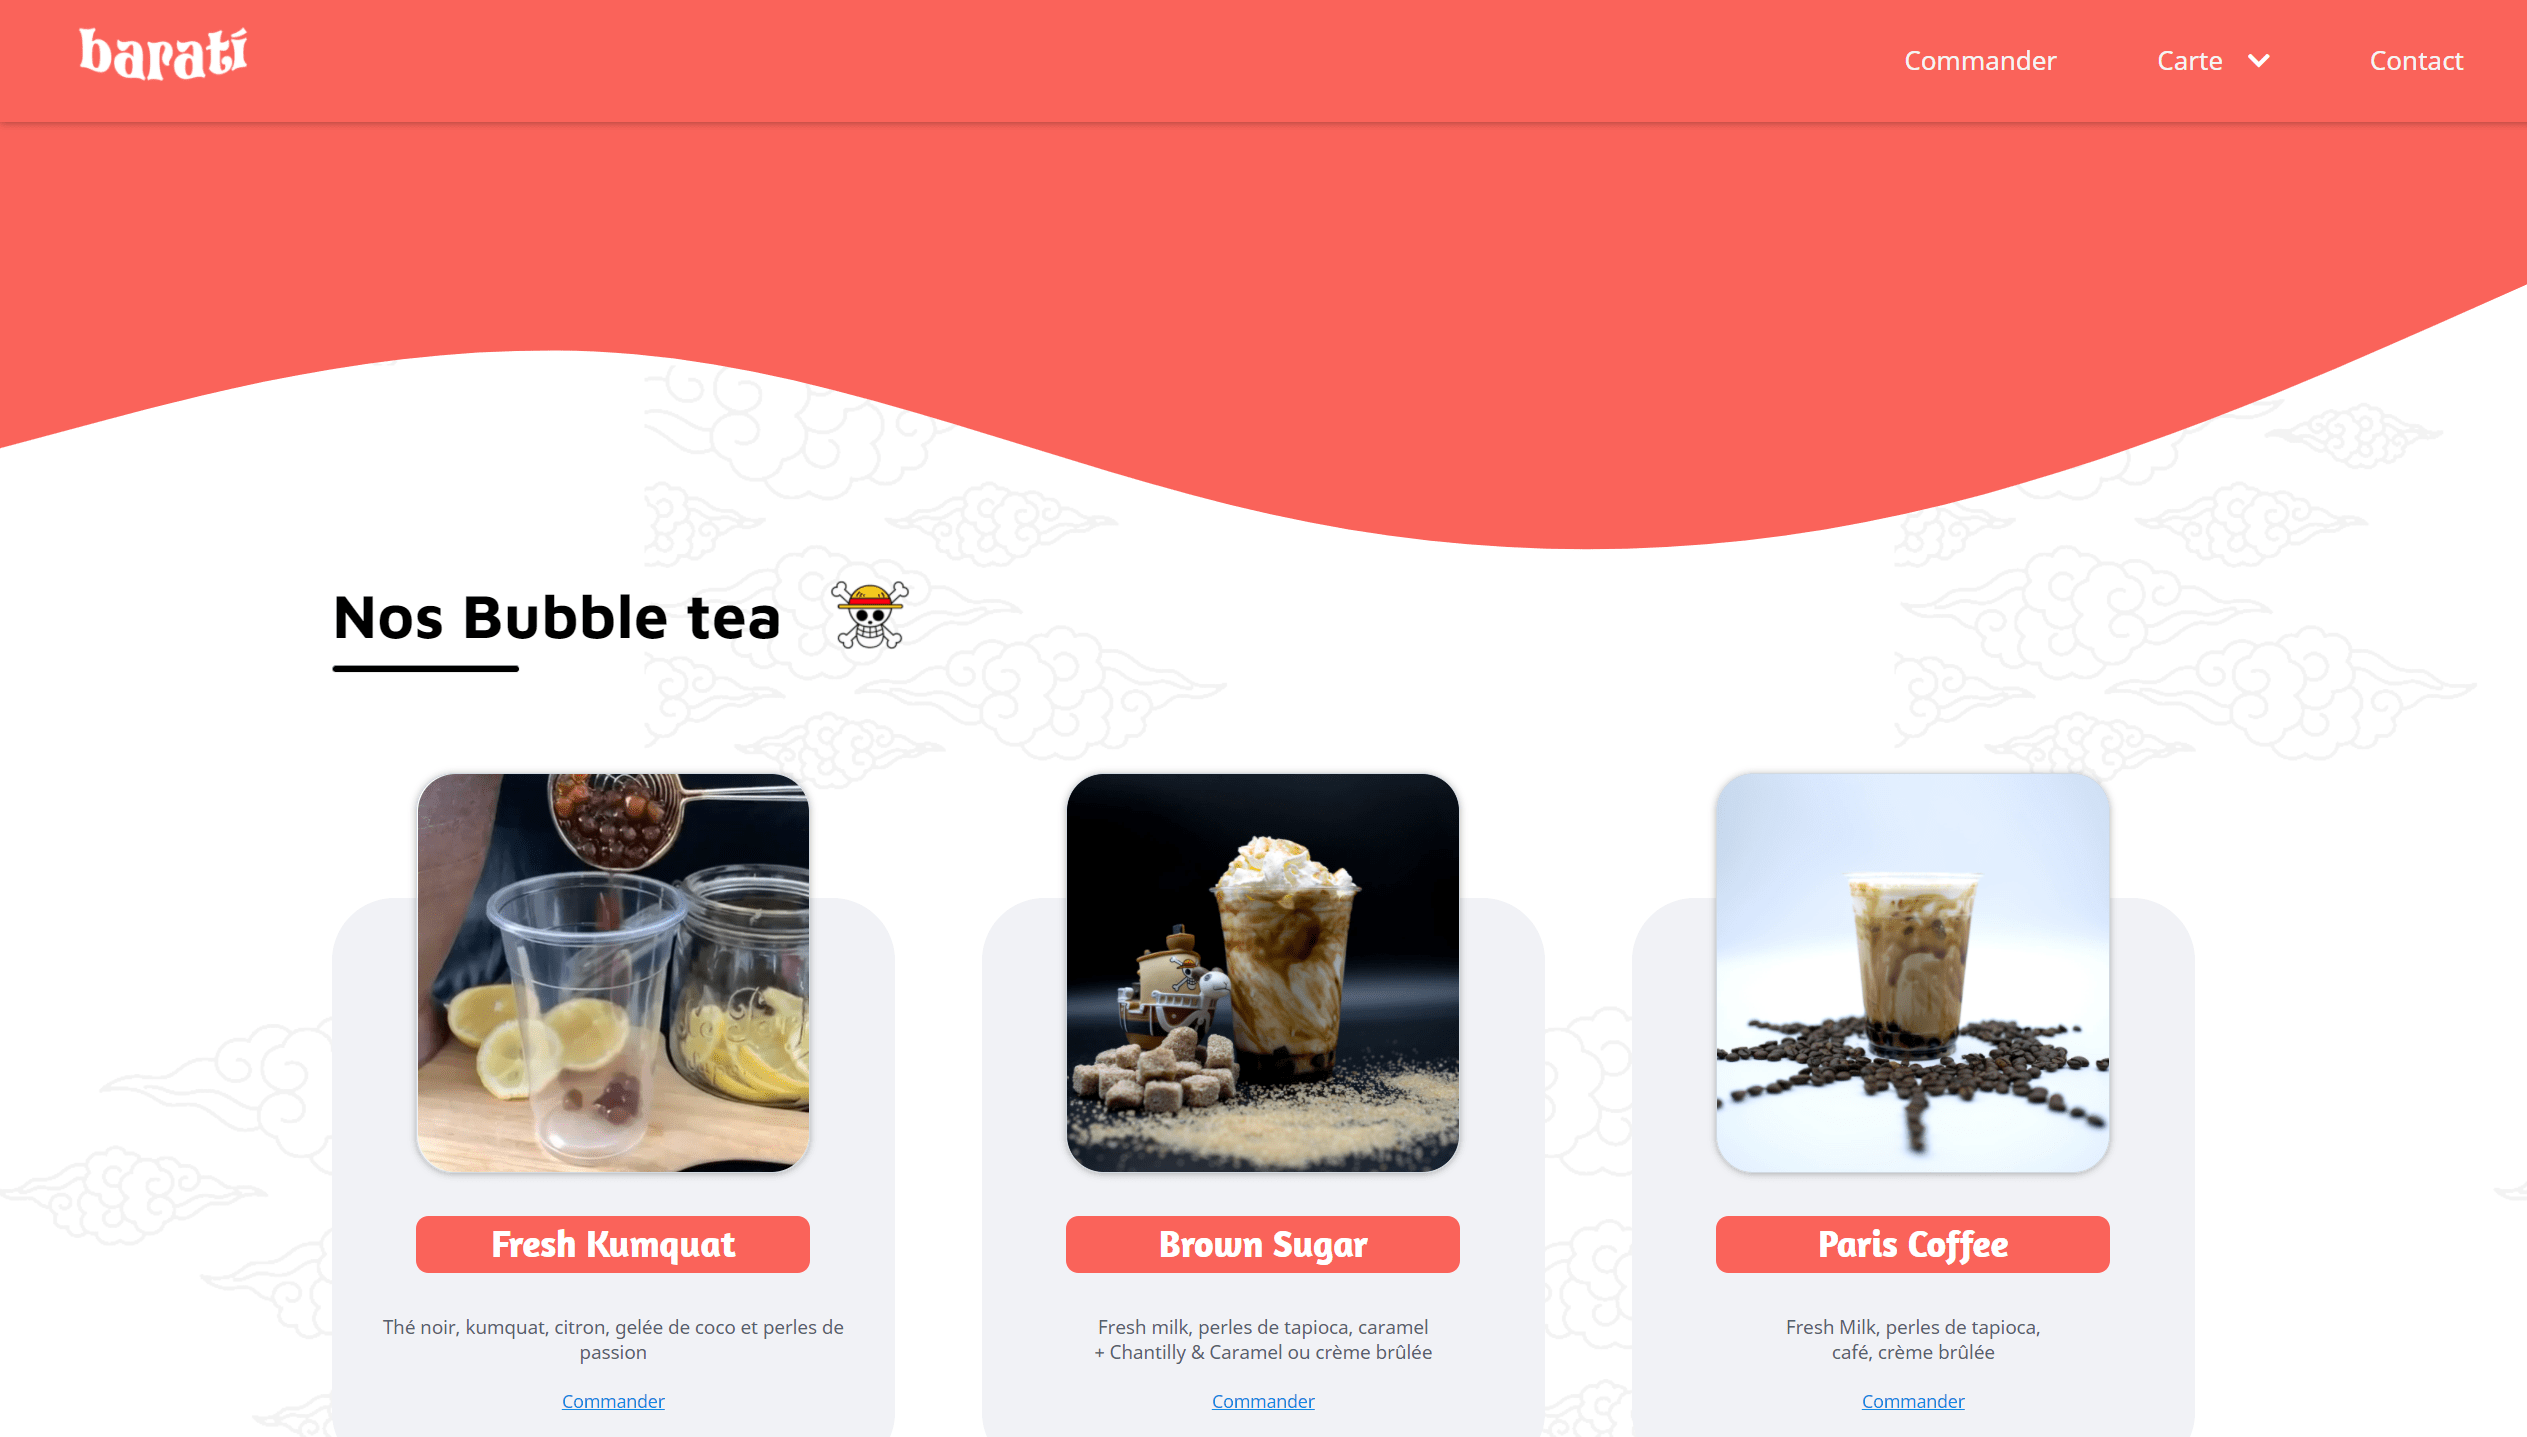 baratí
Commander
Carte
Contact
Nos Bubble tea
Fresh Kumquat
Thé noir, kumquat, citron, gelée de coco et perles de
passion
Commander
Brown Sugar
Fresh milk, perles de tapioca, caramel
+ Chantilly & Caramel ou crème brûlée
Commander
Paris Coffee
Fresh Milk, perles de tapioca,
café, crème brûlée
Commander